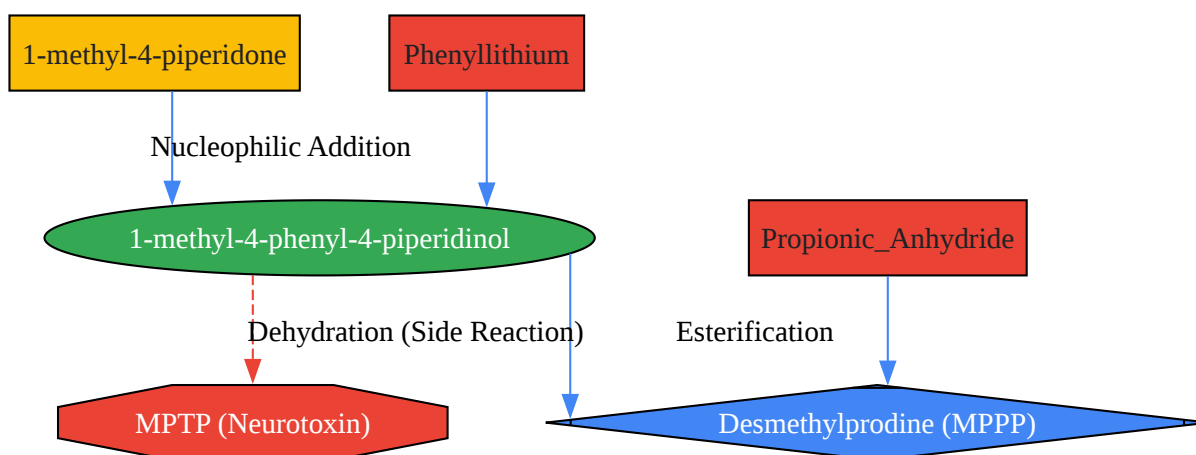 1-methyl-4-piperidone
Phenyllithium
Nucleophilic Addition
1-methyl-4-phenyl-4-piperidinol
Propionic_Anhydride
Dehydration (Side Reaction)
Esterification
MPTP (Neurotoxin)
Desmethylprodine (MPPP)